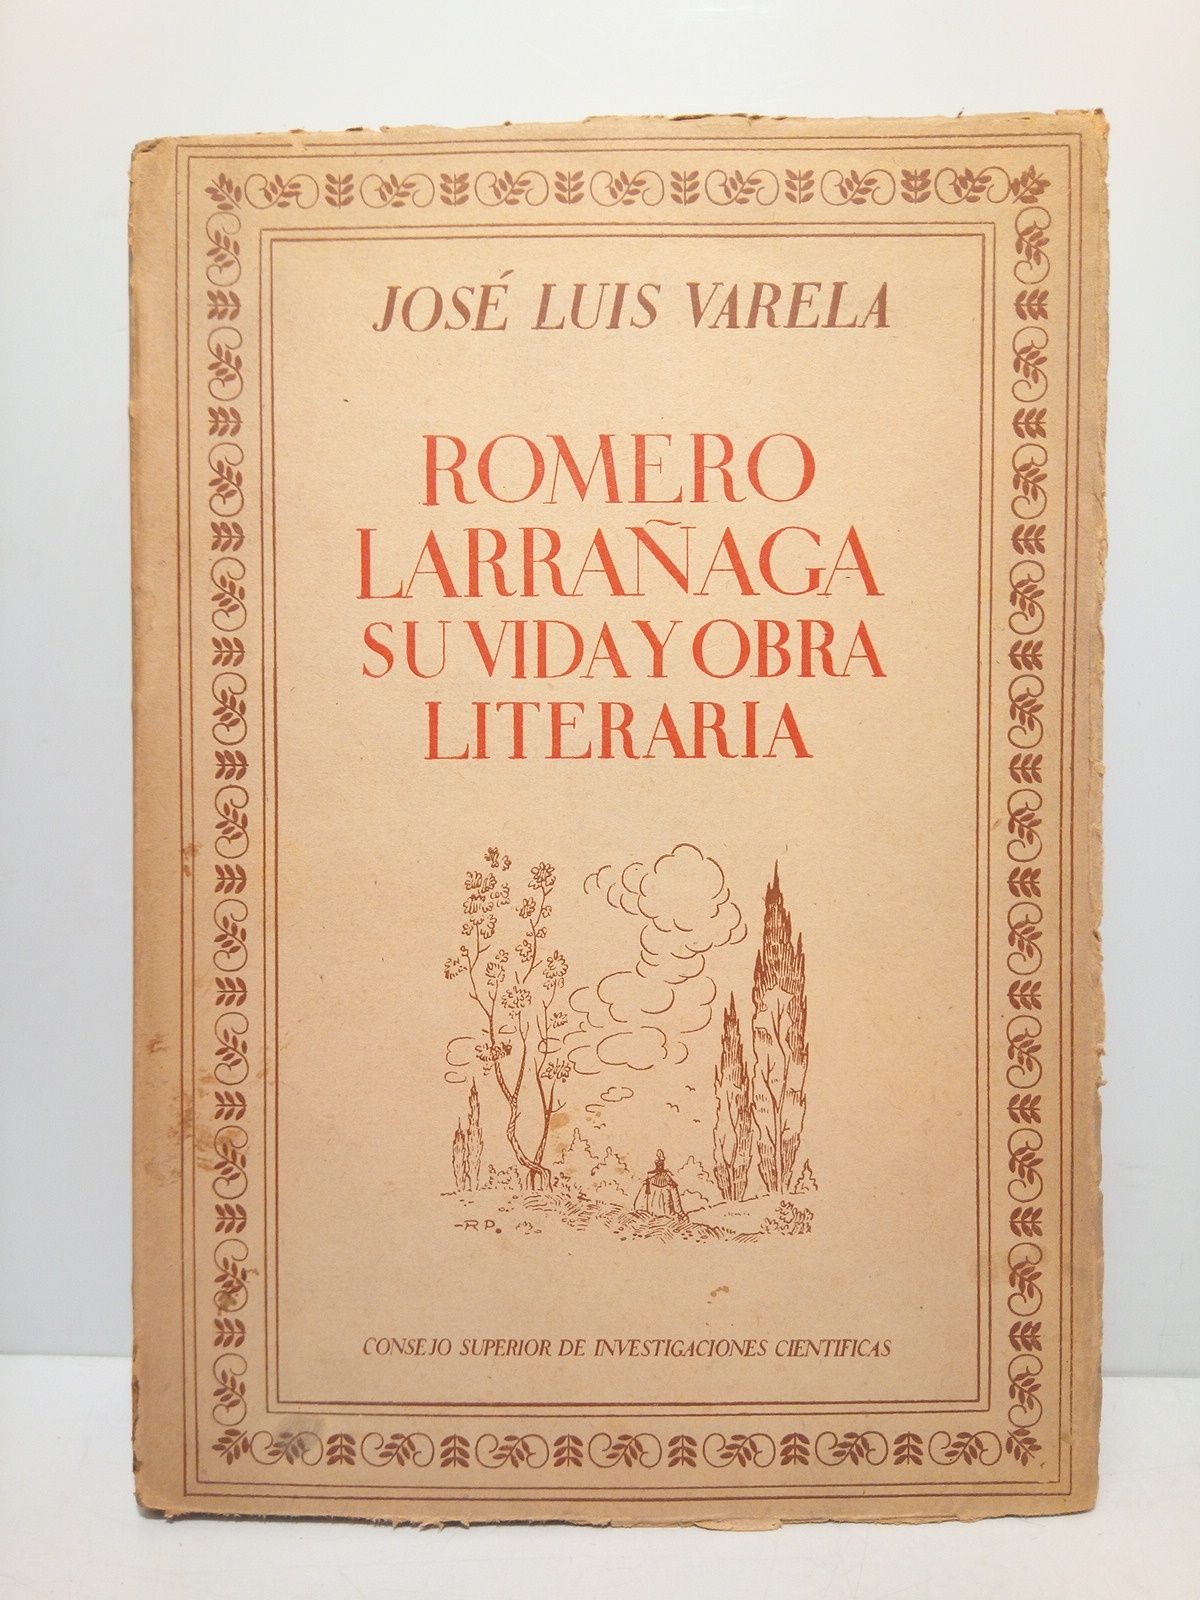 JOSÉ LUIS VARELA
ROMERO
LARRAÑAGA
SU VIDA Y OBRA
LITERARIA
-R P.
CONSEJO SUPERIOR DE INVESTIGACIONES CIENTIFICAS